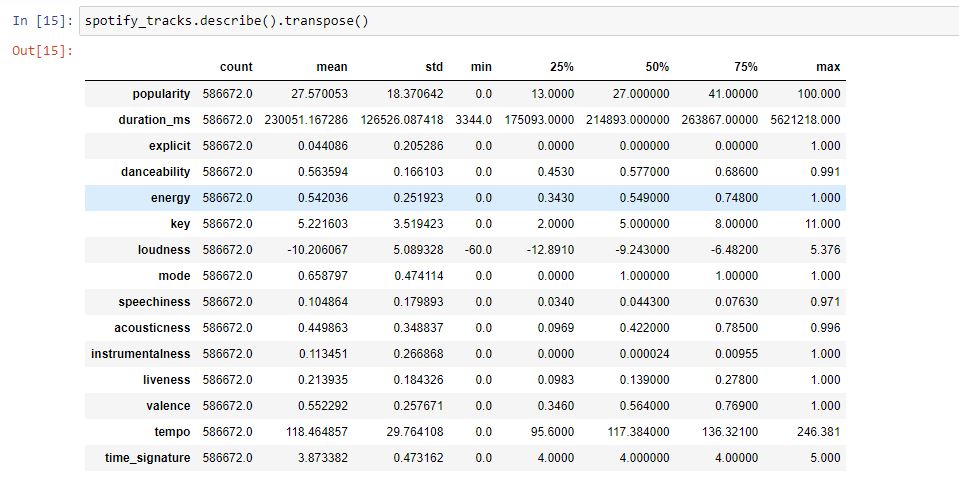 In [15]: spotify_tracks.describe().transpose()
Out[15]:
count mean std min 25% 50% 75% max
popularity 586672.0 27.570053 18.370642 0.0 13.0000 27.000000 41.00000 100.000
duration_ms 586672.0 230051.167286 126526.087418 3344.0 175093.0000 214893.000000 263867.00000 5621218.000
explicit 586672.0 0.044086 0.205286 0.0 0.0000 0.000000 0.00000 1.000
danceability 586672.0 0.563594 0.166103 0.0 0.4530 0.577000 0.68600 0.991
energy 586672.0 0.542036 0.251923 0.0 0.3430 0.549000 0.74800 1.000
key 586672.0 5.221603 3.519423 0.0 2.0000 5.000000 8.00000 11.000
loudness 586672.0 -10.206067 5.089328 -60.0 -12.8910 -9.243000 -6.48200 5.376
mode 586672.0 0.658797 0.474114 0.0 0.0000 1.000000 1.00000 1.000
speechiness 586672.0 0.104864 0.179893 0.0 0.0340 0.044300 0.07630 0.971
acousticness 586672.0 0.449863 0.348837 0.0 0.0969 0.422000 0.78500 0.996
instrumentalness 586672.0 0.113451 0.266868 0.0 0.0000 0.000024 0.00955 1.000
liveness 586672.0 0.213935 0.184326 0.0 0.0983 0.139000 0.27800 1.000
valence 586672.0 0.552292 0.257671 0.0 0.3460 0.564000 0.76900 1.000
tempo 586672.0 118.464857 29.764108 0.0 95.6000 117.384000 136.32100 246.381
time_signature 586672.0 3.873382 0.473162 0.0 4.0000 4.000000 4.00000 5.000